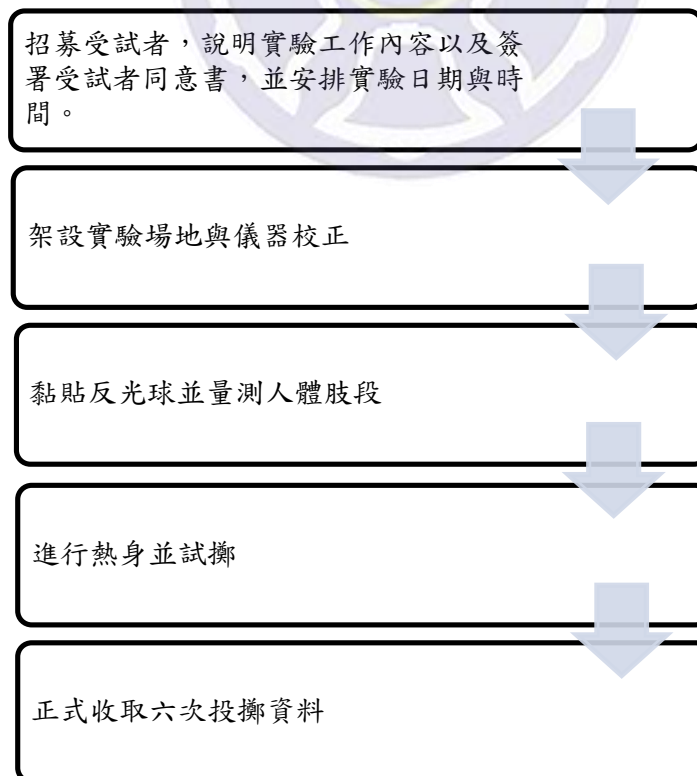 招募受試者，說明實驗工作內容以及簽
署受試者同意書，並安排實驗日期與時
間。
架設實驗場地與儀器校正
黏貼反光球並量測人體肢段
進行熱身並試擲
正式收取六次投擲資料